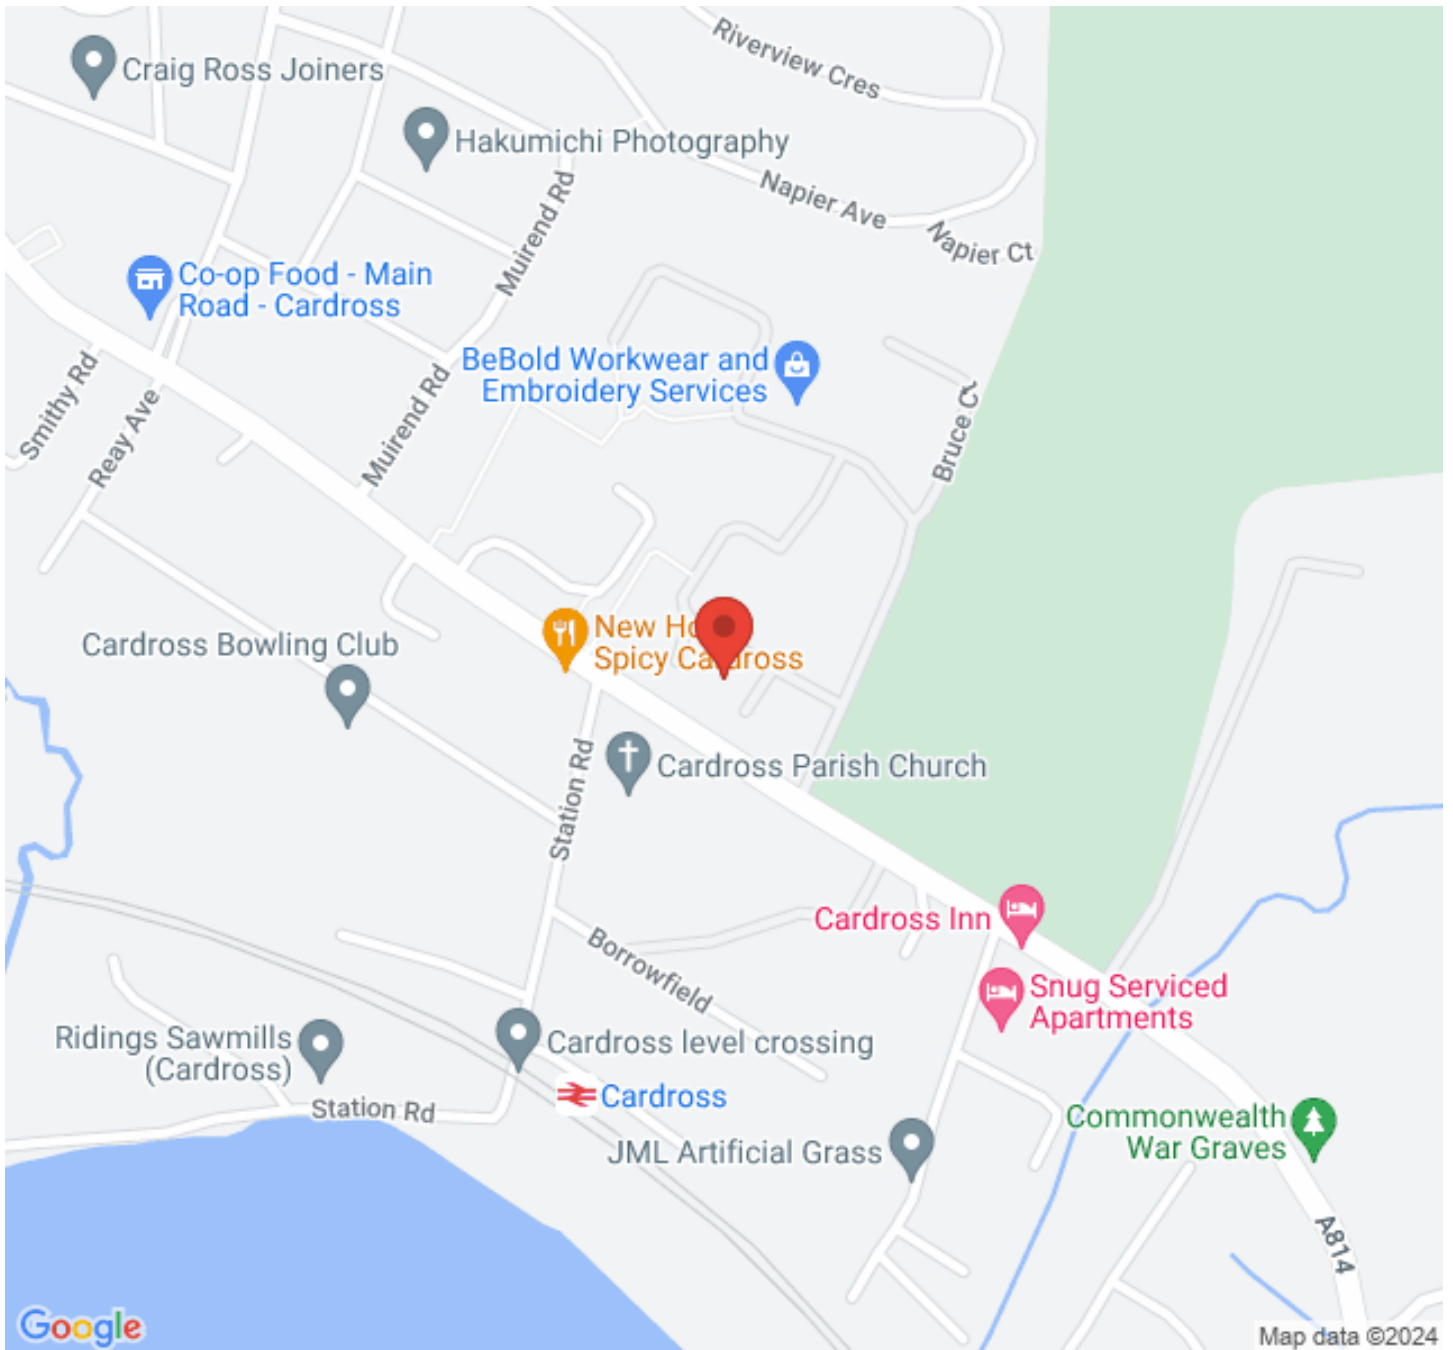 Riverview Cres
Craig Ross Joiners
Hakumichi Photography
Napier Ave
Muirend Rd
Napier Ct
Co-op Food - Main
Road - Cardross
BeBold Workwear and
Embroidery Services
Smithy Rd
Reay Ave
Muirend Rd
Bruce Ct
New
Spicy
Cardross Bowling Club
Station Rd
Cardross Parish Church
Cardross Inn
Borrowfield
Snug Serviced
Apartments
Ridings Sawmills
(Cardross)
Cardross level crossing
Cardross
Station Rd
Commonwealth
War Graves
JML Artificial Grass
A814
Google
Map data ©2024